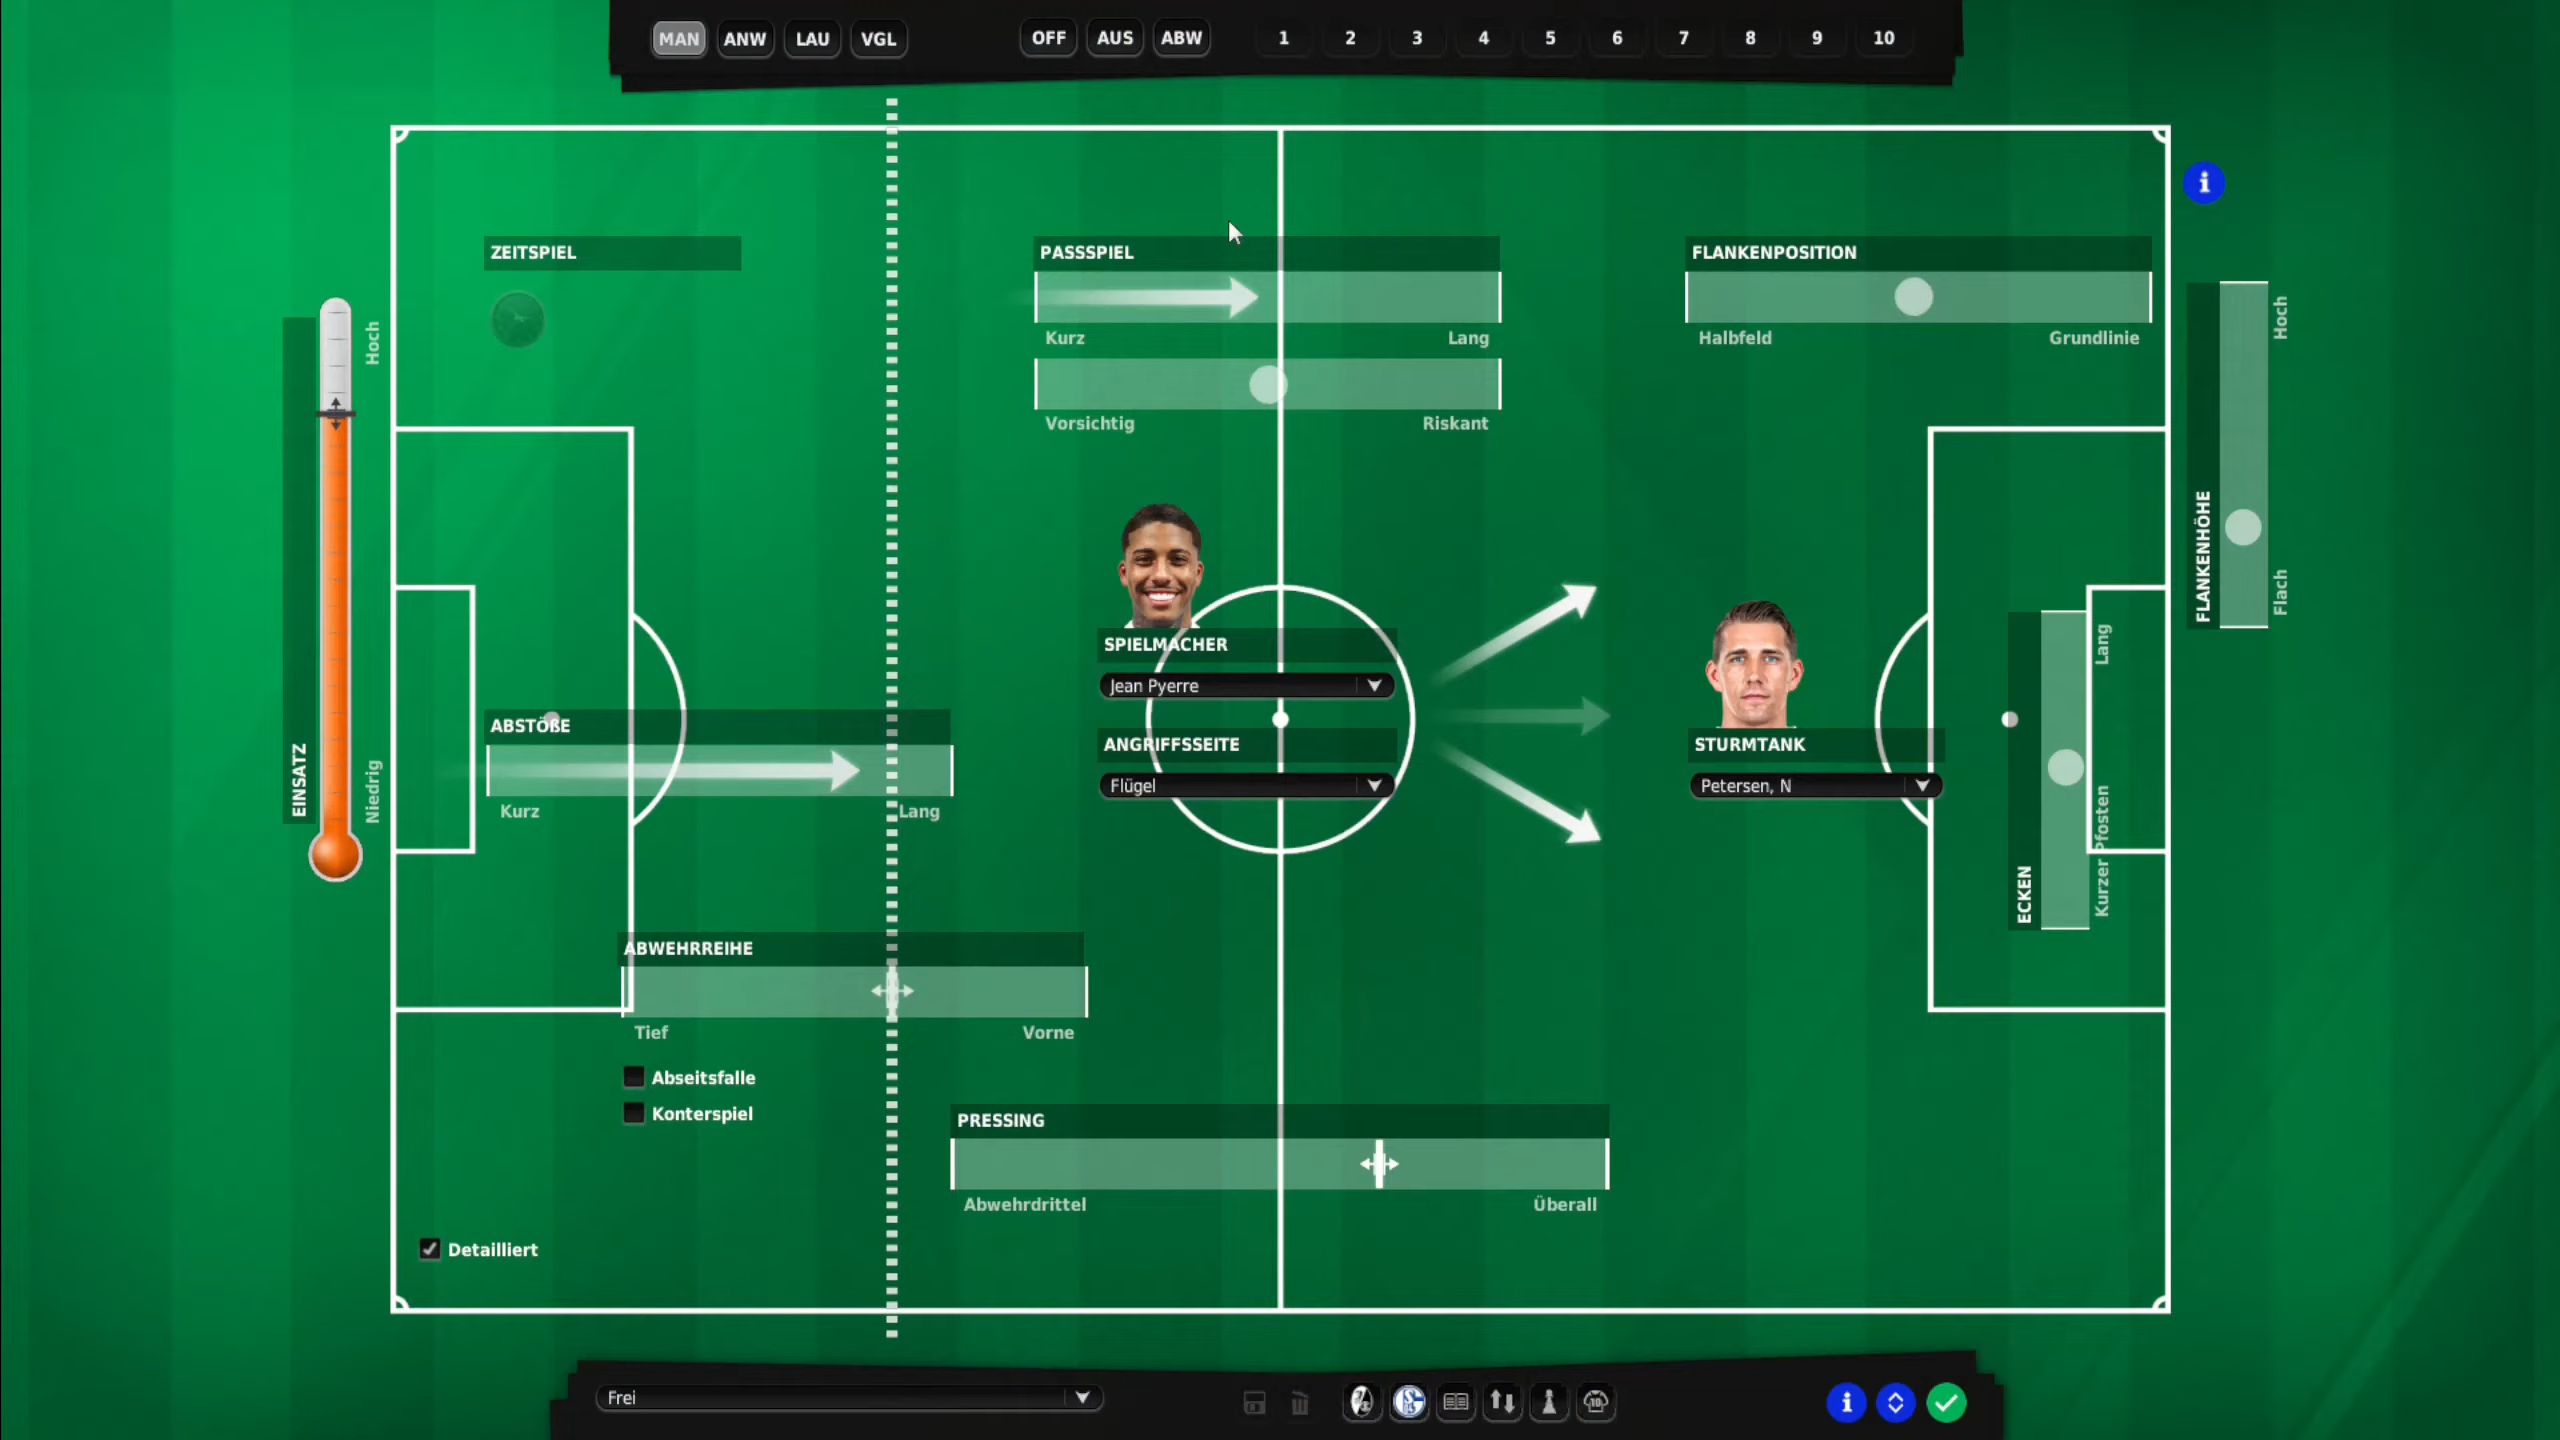 MAN ANW LAU VGL OFF AUS ABW 1 2 3 4 5 6 7 8 9 10
ZEITSPIEL
PASSSPIEL
Kurz Lang
Vorsichtig Riskant
FLANKENPOSITION
Halbfeld Grundlinie
EINSATZ
Hoch
Niedrig
FLANKENHÖHE
Hoch
Flach
SPIELMACHER
Jean Pyerre
ANGRIFFSSEITE
Flügel
STURMTANK
Petersen, N
ABSTÖßE
Kurz Lang
ECKEN
Lang
Kurzer Pfosten
ABWEHRREIHE
Tief Vorne
Abseitsfalle
Konterspiel
PRESSING
Abwehrdrittel Überall
Detailliert
Frei